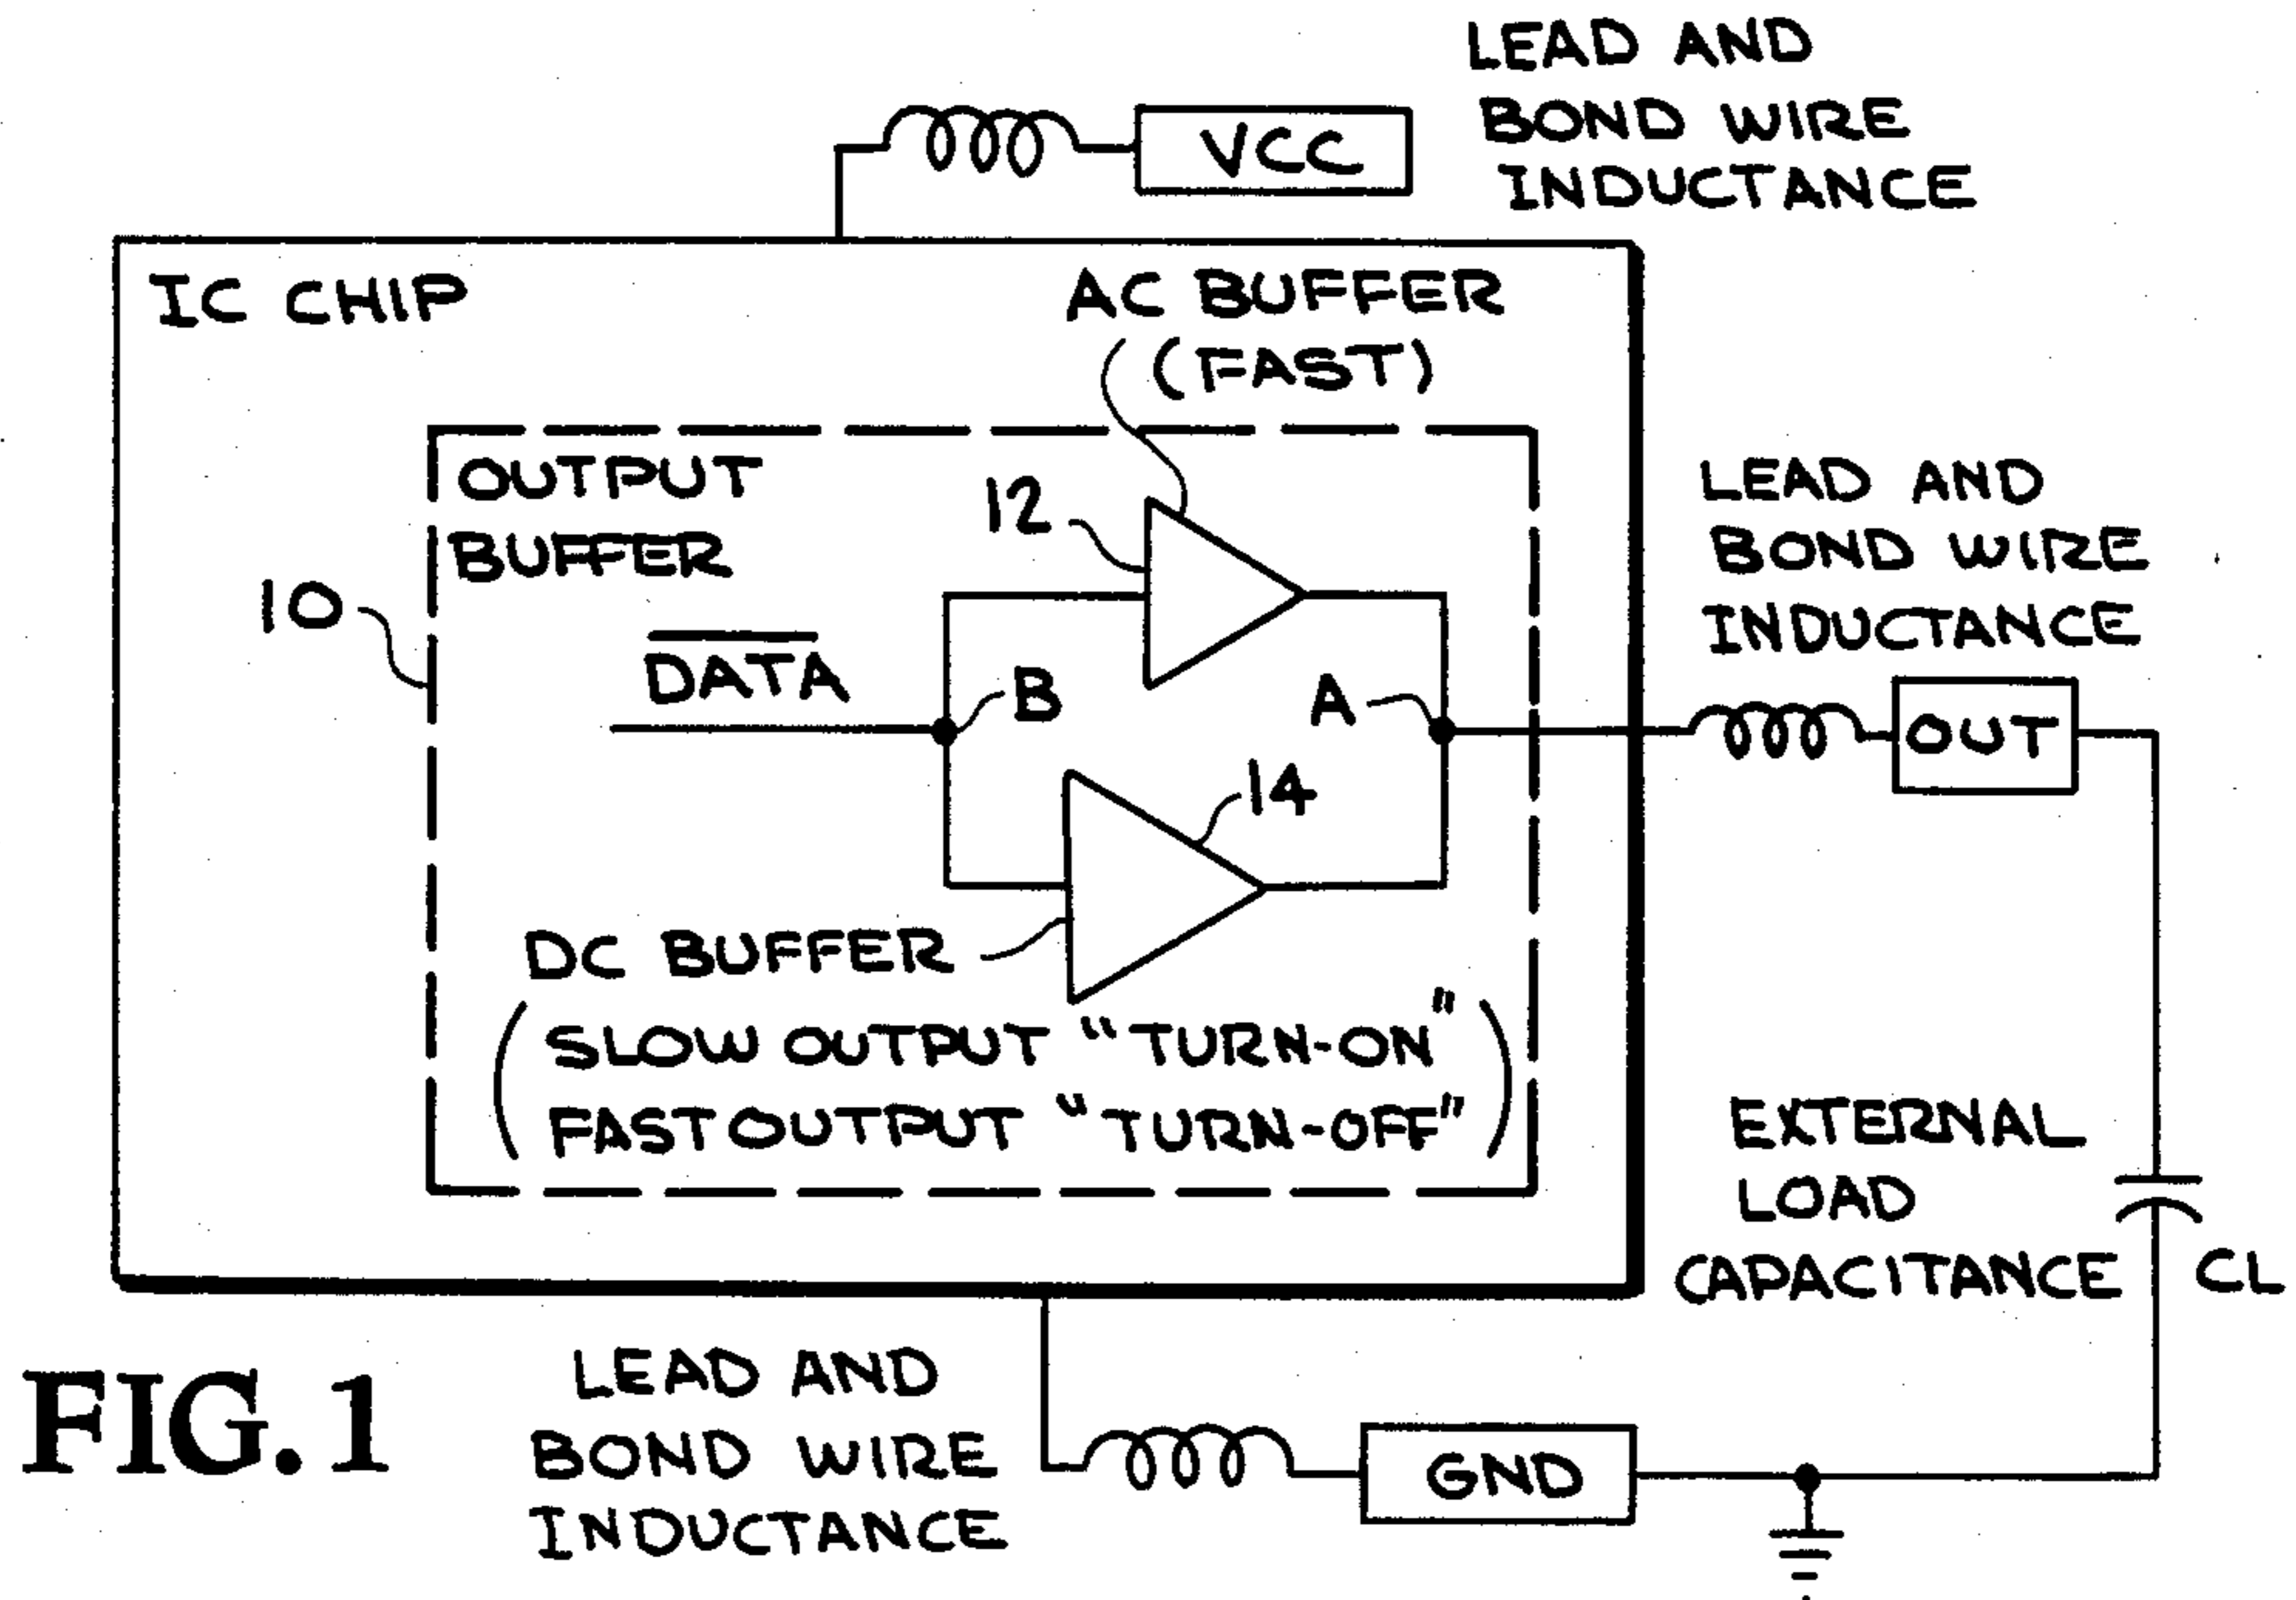 LEAD AND
BOND WIRE
INDUCTANCE
VCC
IC CHIP
AC BUFFER
(FAST)
OUTPUT
BUFFER
12
10
DATA
B
A
LEAD AND
BOND WIRE
INDUCTANCE
OUT
14
DC BUFFER
(SLOW OUTPUT "TURN-ON"
FAST OUTPUT "TURN-OFF")
EXTERNAL
LOAD
CAPACITANCE
CL
LEAD AND
BOND WIRE
INDUCTANCE
GND
FIG.1